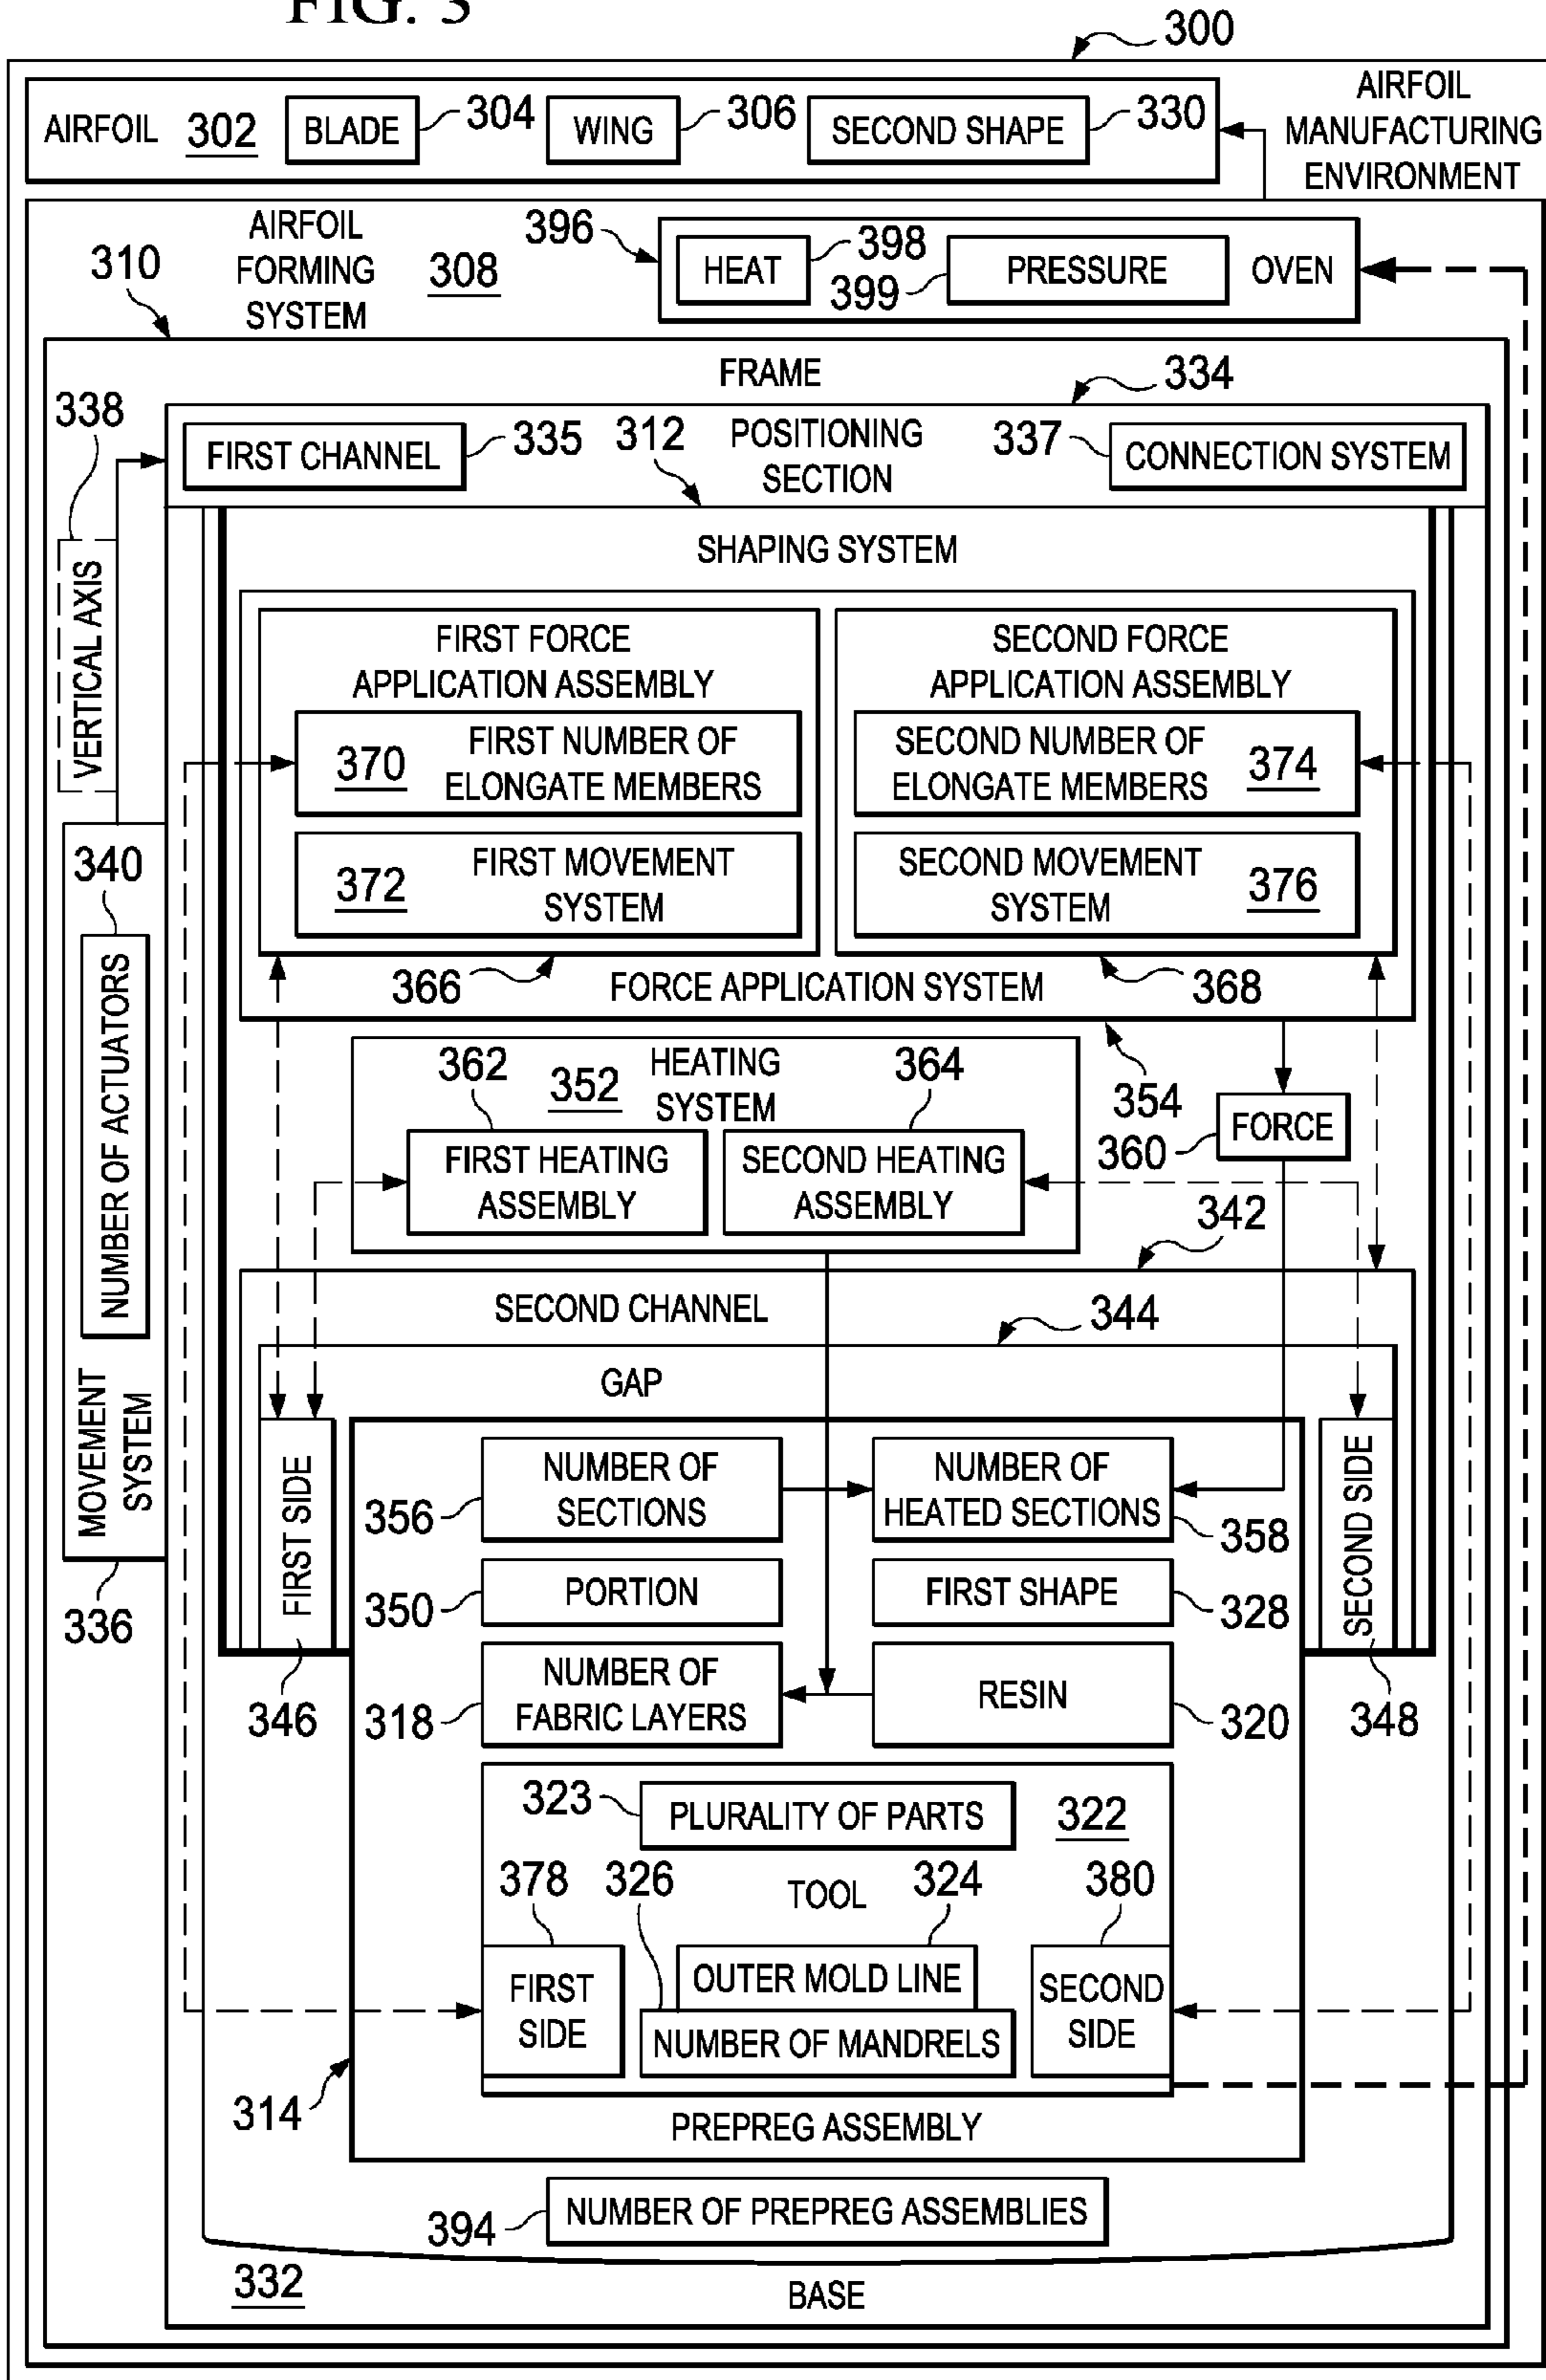 FIG. 3
300
AIRFOIL 302 BLADE 304 WING 306 SECOND SHAPE 330
AIRFOIL
MANUFACTURING
ENVIRONMENT
AIRFOIL
FORMING
SYSTEM
308
310
396
HEAT
398
399
PRESSURE
OVEN
FRAME
334
338
FIRST CHANNEL
335
312
POSITIONING
SECTION
337
CONNECTION SYSTEM
VERTICAL AXIS
SHAPING SYSTEM
FIRST FORCE
APPLICATION ASSEMBLY
370
FIRST NUMBER OF
ELONGATE MEMBERS
372
FIRST MOVEMENT
SYSTEM
SECOND FORCE
APPLICATION ASSEMBLY
SECOND NUMBER OF
ELONGATE MEMBERS
374
SECOND MOVEMENT
SYSTEM
376
366
FORCE APPLICATION SYSTEM
368
340
NUMBER OF ACTUATORS
MOVEMENT
SYSTEM
336
362
352
HEATING
SYSTEM
364
354
FIRST HEATING
ASSEMBLY
SECOND HEATING
ASSEMBLY
FORCE
360
342
SECOND CHANNEL
344
GAP
FIRST SIDE
346
SECOND SIDE
348
NUMBER OF
SECTIONS
356
NUMBER OF
HEATED SECTIONS
358
PORTION
350
FIRST SHAPE
328
NUMBER OF
FABRIC LAYERS
318
RESIN
320
323
PLURALITY OF PARTS
322
378
326
TOOL
324
380
FIRST
SIDE
OUTER MOLD LINE
NUMBER OF MANDRELS
SECOND
SIDE
314
PREPREG ASSEMBLY
394
NUMBER OF PREPREG ASSEMBLIES
332
BASE